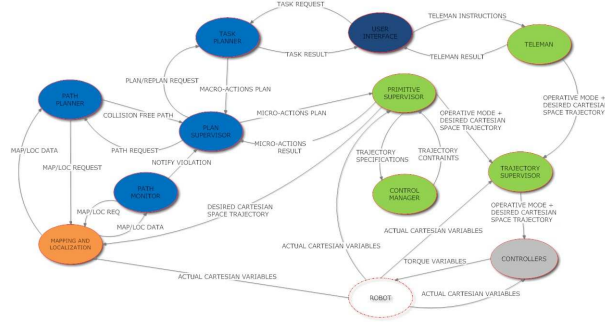 TASK REQUEST
TASK
PLANNER
USER
INTERFACE
TELEMAN INSTRUCTIONS
TELEMAN
TASK RESULT
TELEMAN RESULT
PLAN/REPLAN REQUEST
MACRO-ACTIONS PLAN
PATH
PLANNER
COLLISION FREE PATH
PLAN
SUPERVISOR
MICRO-ACTIONS PLAN
PRIMITIVE
SUPERVISOR
OPERATIVE MODE +
DESIRED CARTESIAN
SPACE TRAJECTORY
OPERATIVE MODE +
DESIRED CARTESIAN
SPACE TRAJECTORY
MICRO-ACTIONS
RESULT
PATH REQUEST
MAP/LOC DATA
MAP/LOC REQUEST
NOTIFY VIOLATION
TRAJECTORY
SPECIFICATIONS
TRAJECTORY
CONTRAINTS
TRAJECTORY
SUPERVISOR
PATH
MONITOR
CONTROL
MANAGER
MAP/LOC REQ
MAP/LOC DATA
DESIRED CARTESIAN
SPACE TRAJECTORY
OPERATIVE MODE +
DESIRED CARTESIAN
SPACE TRAJECTORY
MAPPING AND
LOCALIZATION
ACTUAL CARTESIAN VARIABLES
ACTUAL CARTESIAN VARIABLES
TORQUE VARIABLES
CONTROLLERS
ACTUAL CARTESIAN VARIABLES
ROBOT
ACTUAL CARTESIAN VARIABLES